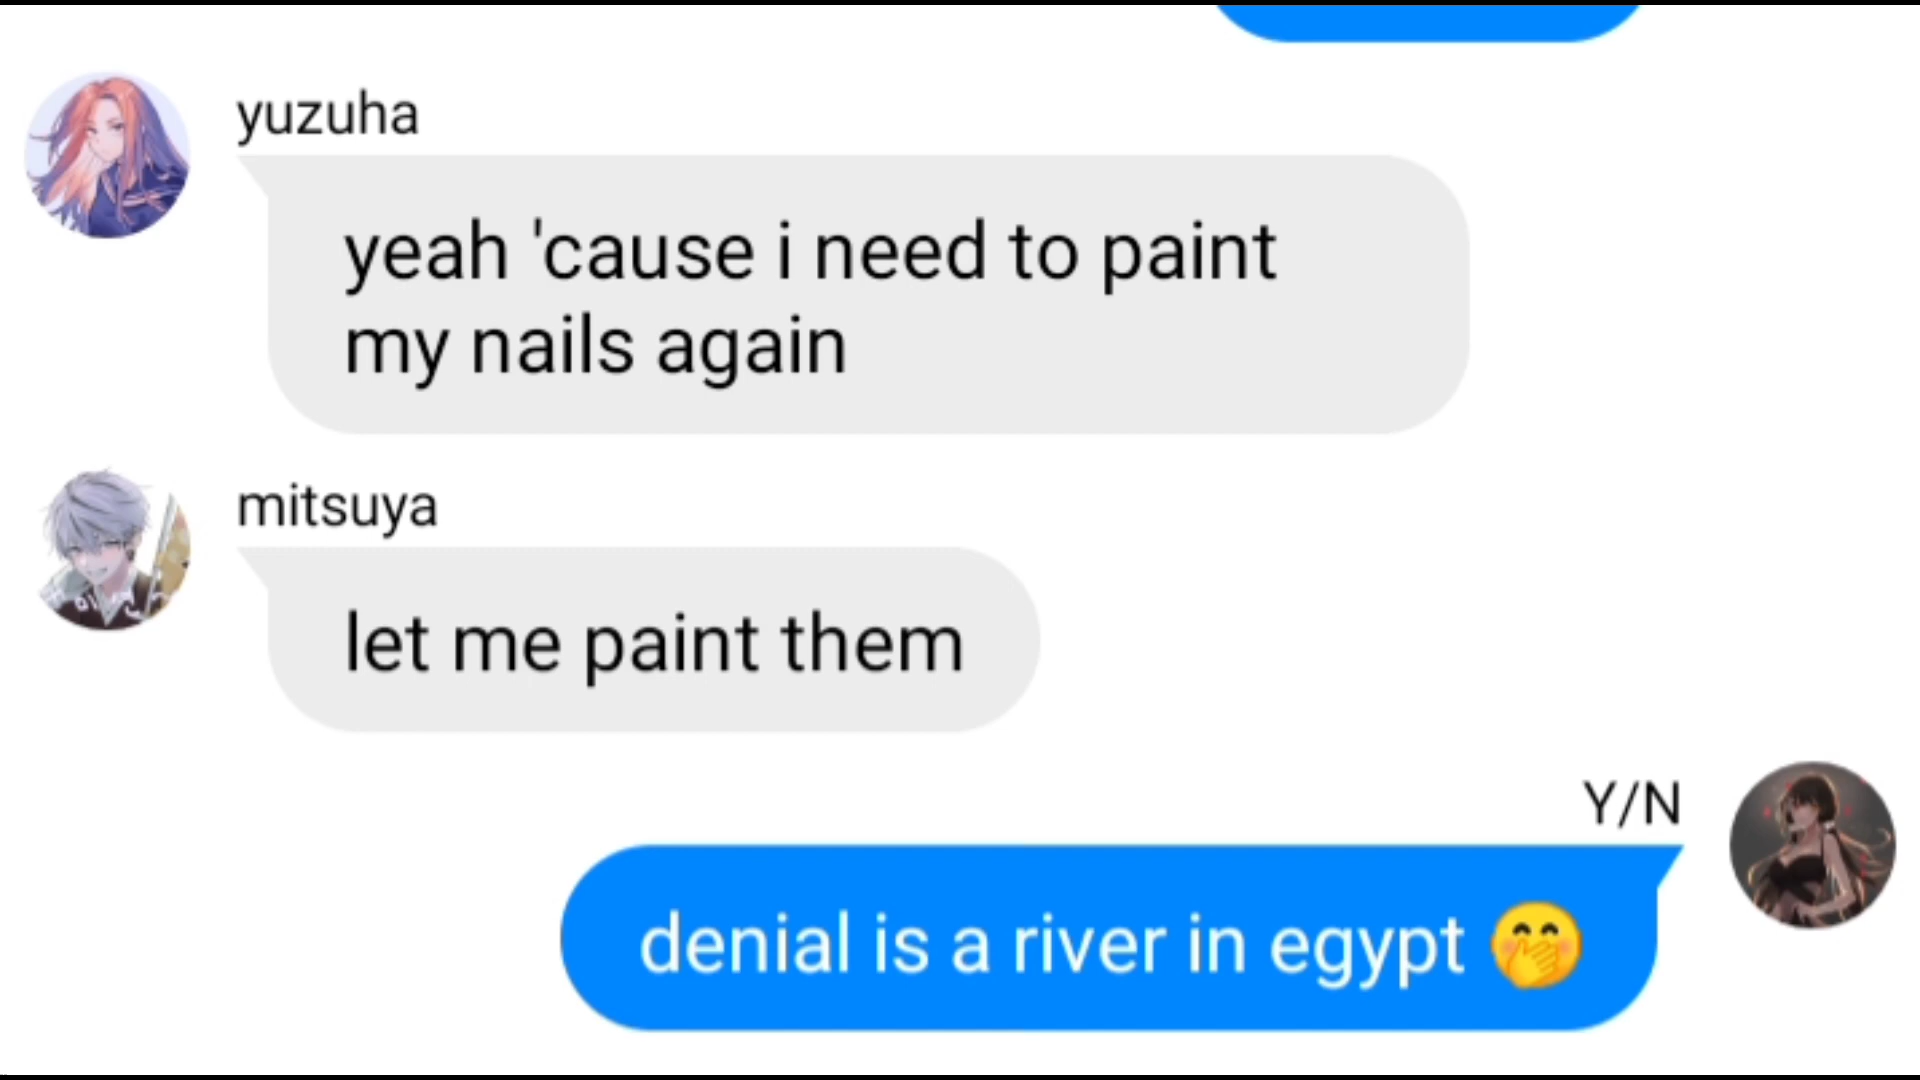 yuzuha
yeah 'cause i need to paint
my nails again
mitsuya
let me paint them
Y/N
denial is a river in egypt 🤭